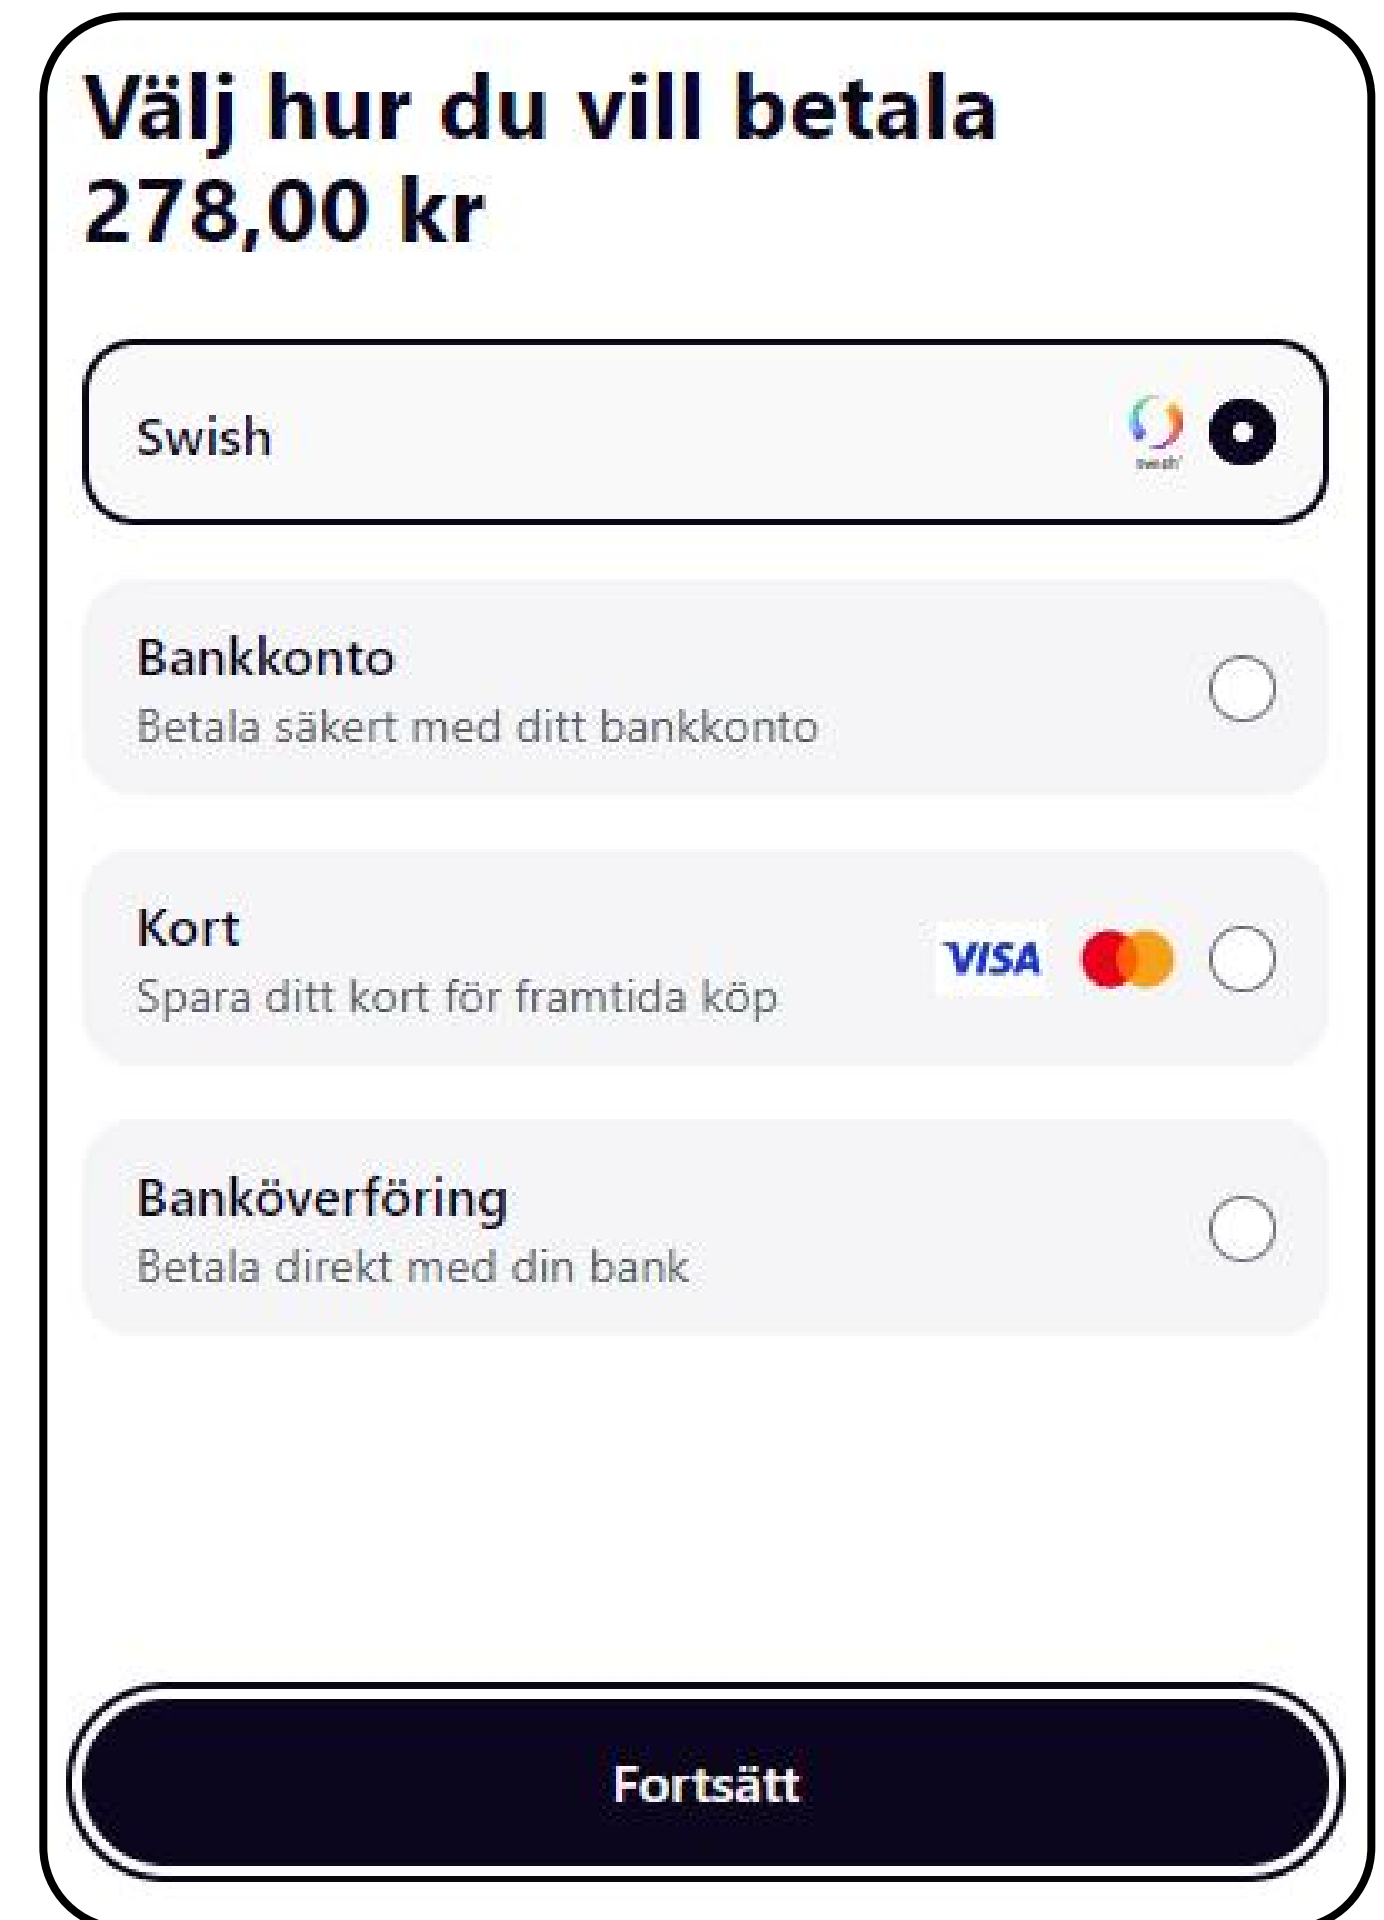 Välj hur du vill betala
278,00 kr
Swish
swish
Bankkonto
Betala säkert med ditt bankkonto
Kort
Spara ditt kort för framtida köp
VISA
Banköverföring
Betala direkt med din bank
Fortsätt